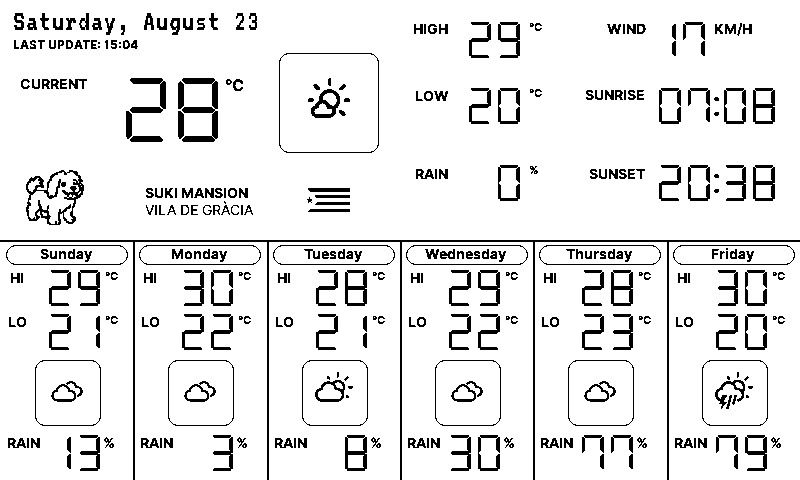 Saturday, August 23
LAST UPDATE: 15:04
CURRENT 28 °C
HIGH 29 °C
WIND 17 KM/H
LOW 20 °C
SUNRISE 07:08
RAIN 0 %
SUNSET 20:38
SUKI MANSION
VILA DE GRÀCIA
Sunday
HI 29 °C
LO 21 °C
RAIN 13 %
Monday
HI 30 °C
LO 22 °C
RAIN 3 %
Tuesday
HI 28 °C
LO 21 °C
RAIN 8 %
Wednesday
HI 29 °C
LO 22 °C
RAIN 30 %
Thursday
HI 28 °C
LO 23 °C
RAIN 77 %
Friday
HI 30 °C
LO 20 °C
RAIN 79 %